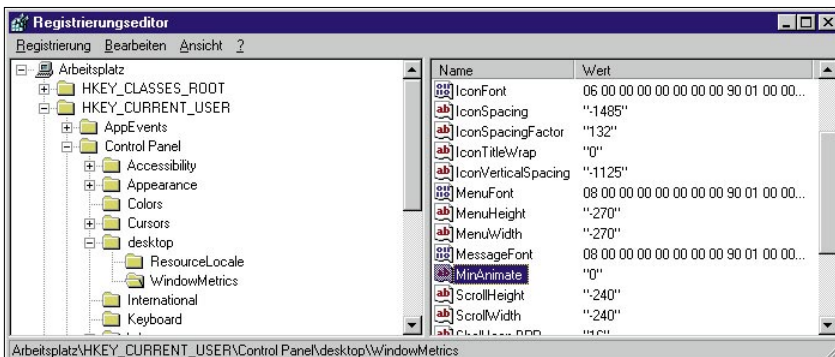 Registrierungseditor
Registrierung Bearbeiten Ansicht ?
Arbeitsplatz
HKEY_CLASSES_ROOT
HKEY_CURRENT_USER
AppEvents
Control Panel
Accessibility
Appearance
Colors
Cursors
desktop
ResourceLocale
WindowMetrics
International
Keyboard
Name Wert
IconFont 06 00 00 00 00 00 00 00 90 01 00 00...
IconSpacing "-1485"
IconSpacingFactor "132"
IconTitleWrap "0"
IconVerticalSpacing "-1125"
MenuFont 08 00 00 00 00 00 00 00 90 01 00 00...
MenuHeight "-270"
MenuWidth "-270"
MessageFont 08 00 00 00 00 00 00 00 90 01 00 00...
MinAnimate "0"
ScrollHeight "-240"
ScrollWidth "-240"
Arbeitsplatz\HKEY_CURRENT_USER\Control Panel\desktop\WindowMetrics